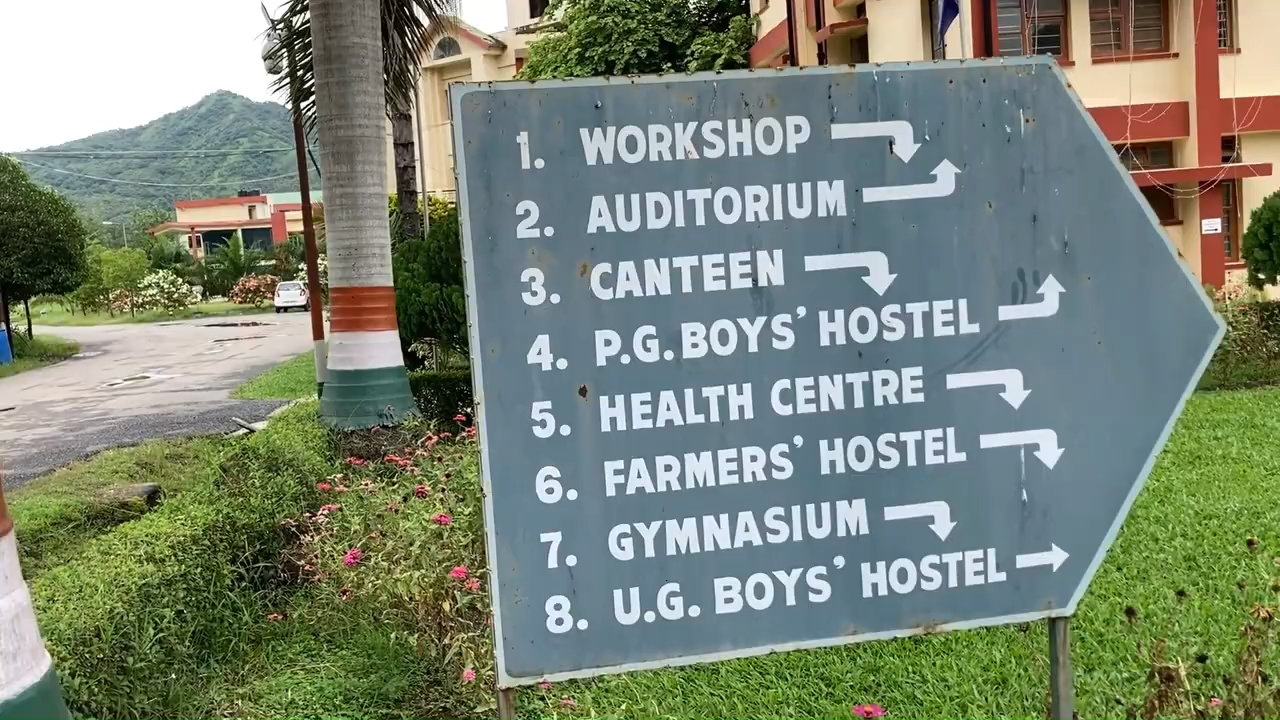 1. WORKSHOP
2. AUDITORIUM
3. CANTEEN
4. P.G. BOYS' HOSTEL
5. HEALTH CENTRE
6. FARMERS' HOSTEL
7. GYMNASIUM
8. U.G. BOYS' HOSTEL